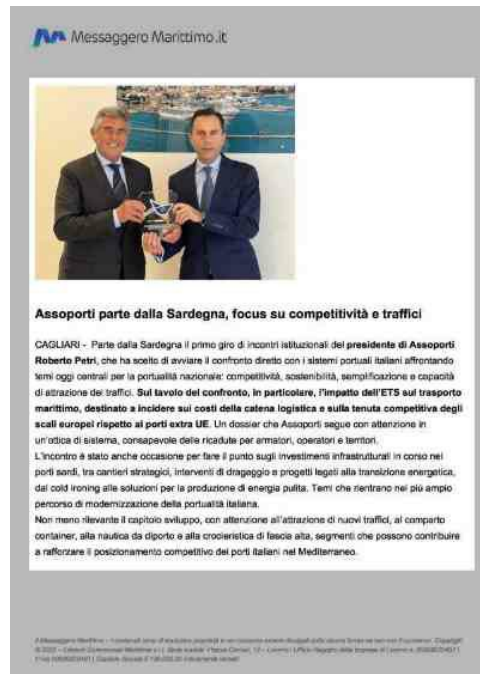 Messaggero Marittimo.it
Assoporti parte dalla Sardegna, focus su competitività e traffici
CAGLIARI - Parte dalla Sardegna il primo giro di incontri istituzionali del presidente di Assoporti
Roberto Petri, che ha scelto di avviare il confronto diretto con i sistemi portuali italiani affrontando
temi oggi centrali per la portualità nazionale: competitività, sostenibilità, semplificazione e capacità
di attrazione dei traffici. Sul tavolo del confronto, in particolare, l'impatto dell'ETS sul trasporto
marittimo, destinato a incidere sui costi della catena logistica e sulla tenuta competitiva degli
scali europei rispetto ai porti extra UE. Un dossier che Assoporti segue con attenzione in
un'ottica di sistema, consapevole delle ricadute per armatori, operatori e territori.
L'incontro è stato anche occasione per fare il punto sugli investimenti infrastrutturali in corso nei
porti sardi, tra cantieri strategici, interventi di dragaggio e progetti legati alla transizione energetica,
dal cold ironing alle soluzioni per la produzione di energia pulita. Temi che rientrano nel più ampio
percorso di modernizzazione della portualità italiana.
Non meno rilevante il capitolo sviluppo, con attenzione all'attrazione di nuovi traffici, al comparto
container, alla nautica da diporto e alla crocieristica di fascia alta, segmenti che possono contribuire
a rafforzare il posizionamento competitivo dei porti italiani nel Mediterraneo.